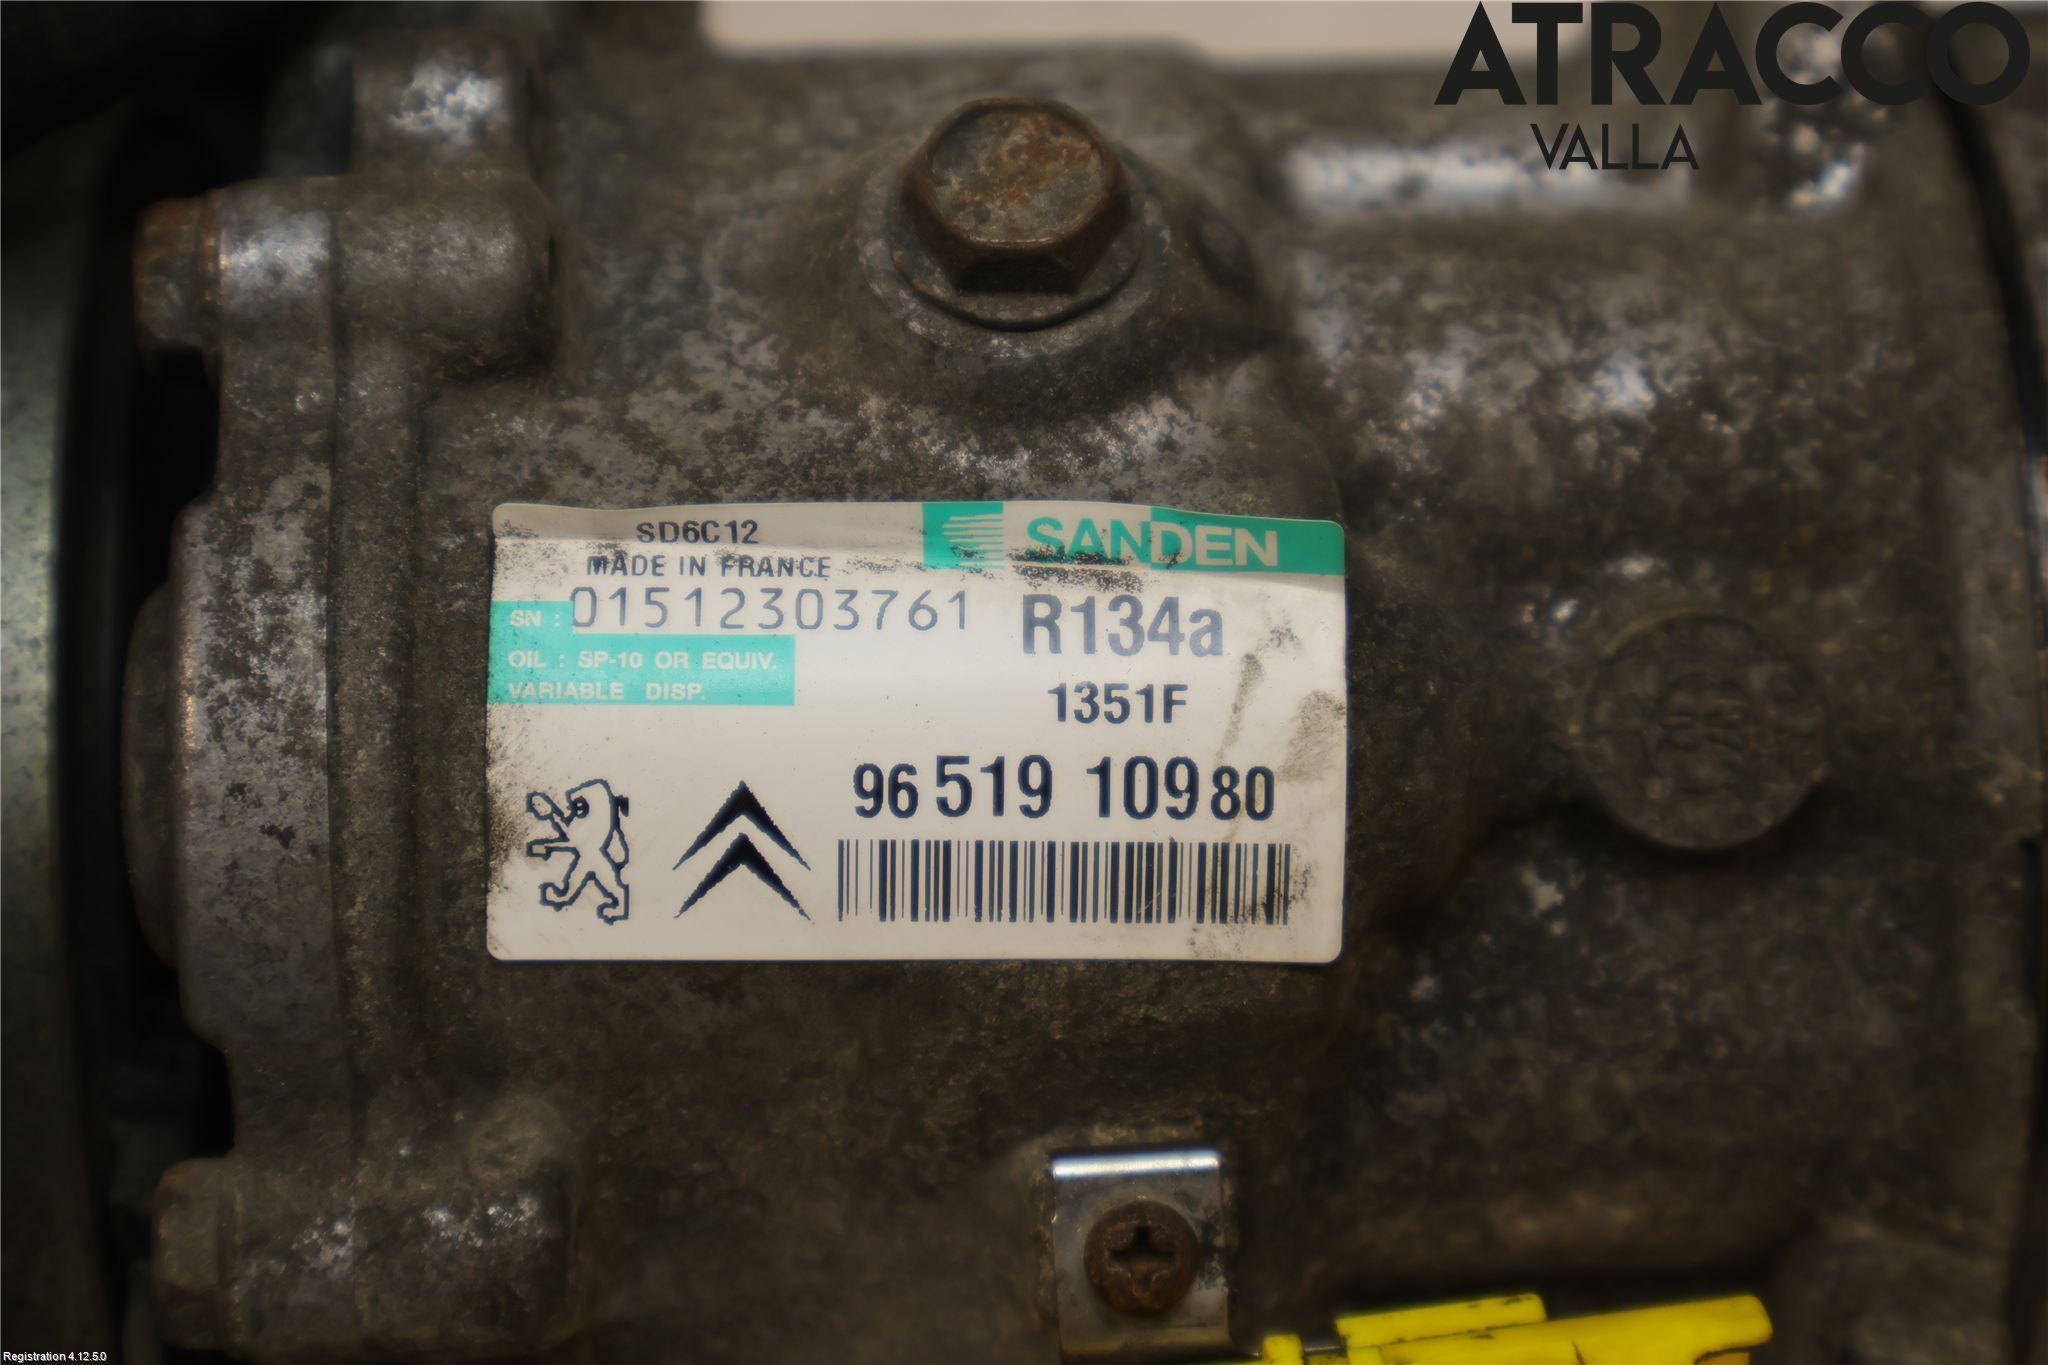 ATRACCO
VALLA
SD6C12
SANDEN
MADE IN FRANCE
SN : 01512303761
R134a
OIL : SP-10 OR EQUIV.
VARIABLE DISP.
1351F
96 519 109 80
Registration 4.12.5.0